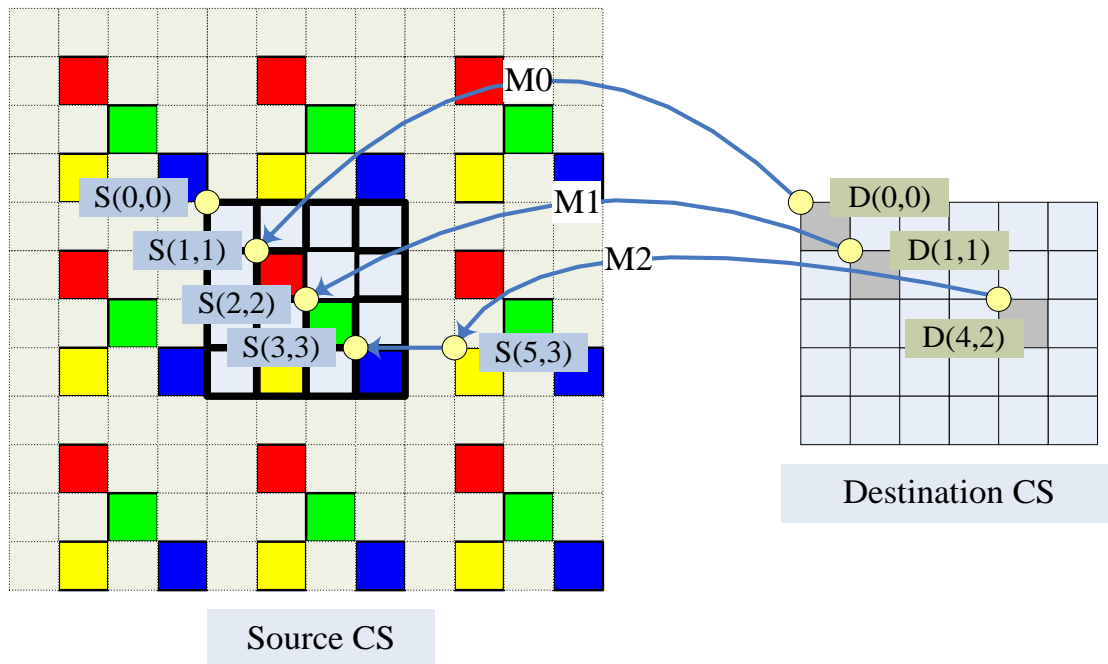 M0
S(0,0)
D(0,0)
M1
S(1,1)
D(1,1)
M2
S(2,2)
D(4,2)
S(3,3)
S(5,3)
Destination CS
Source CS